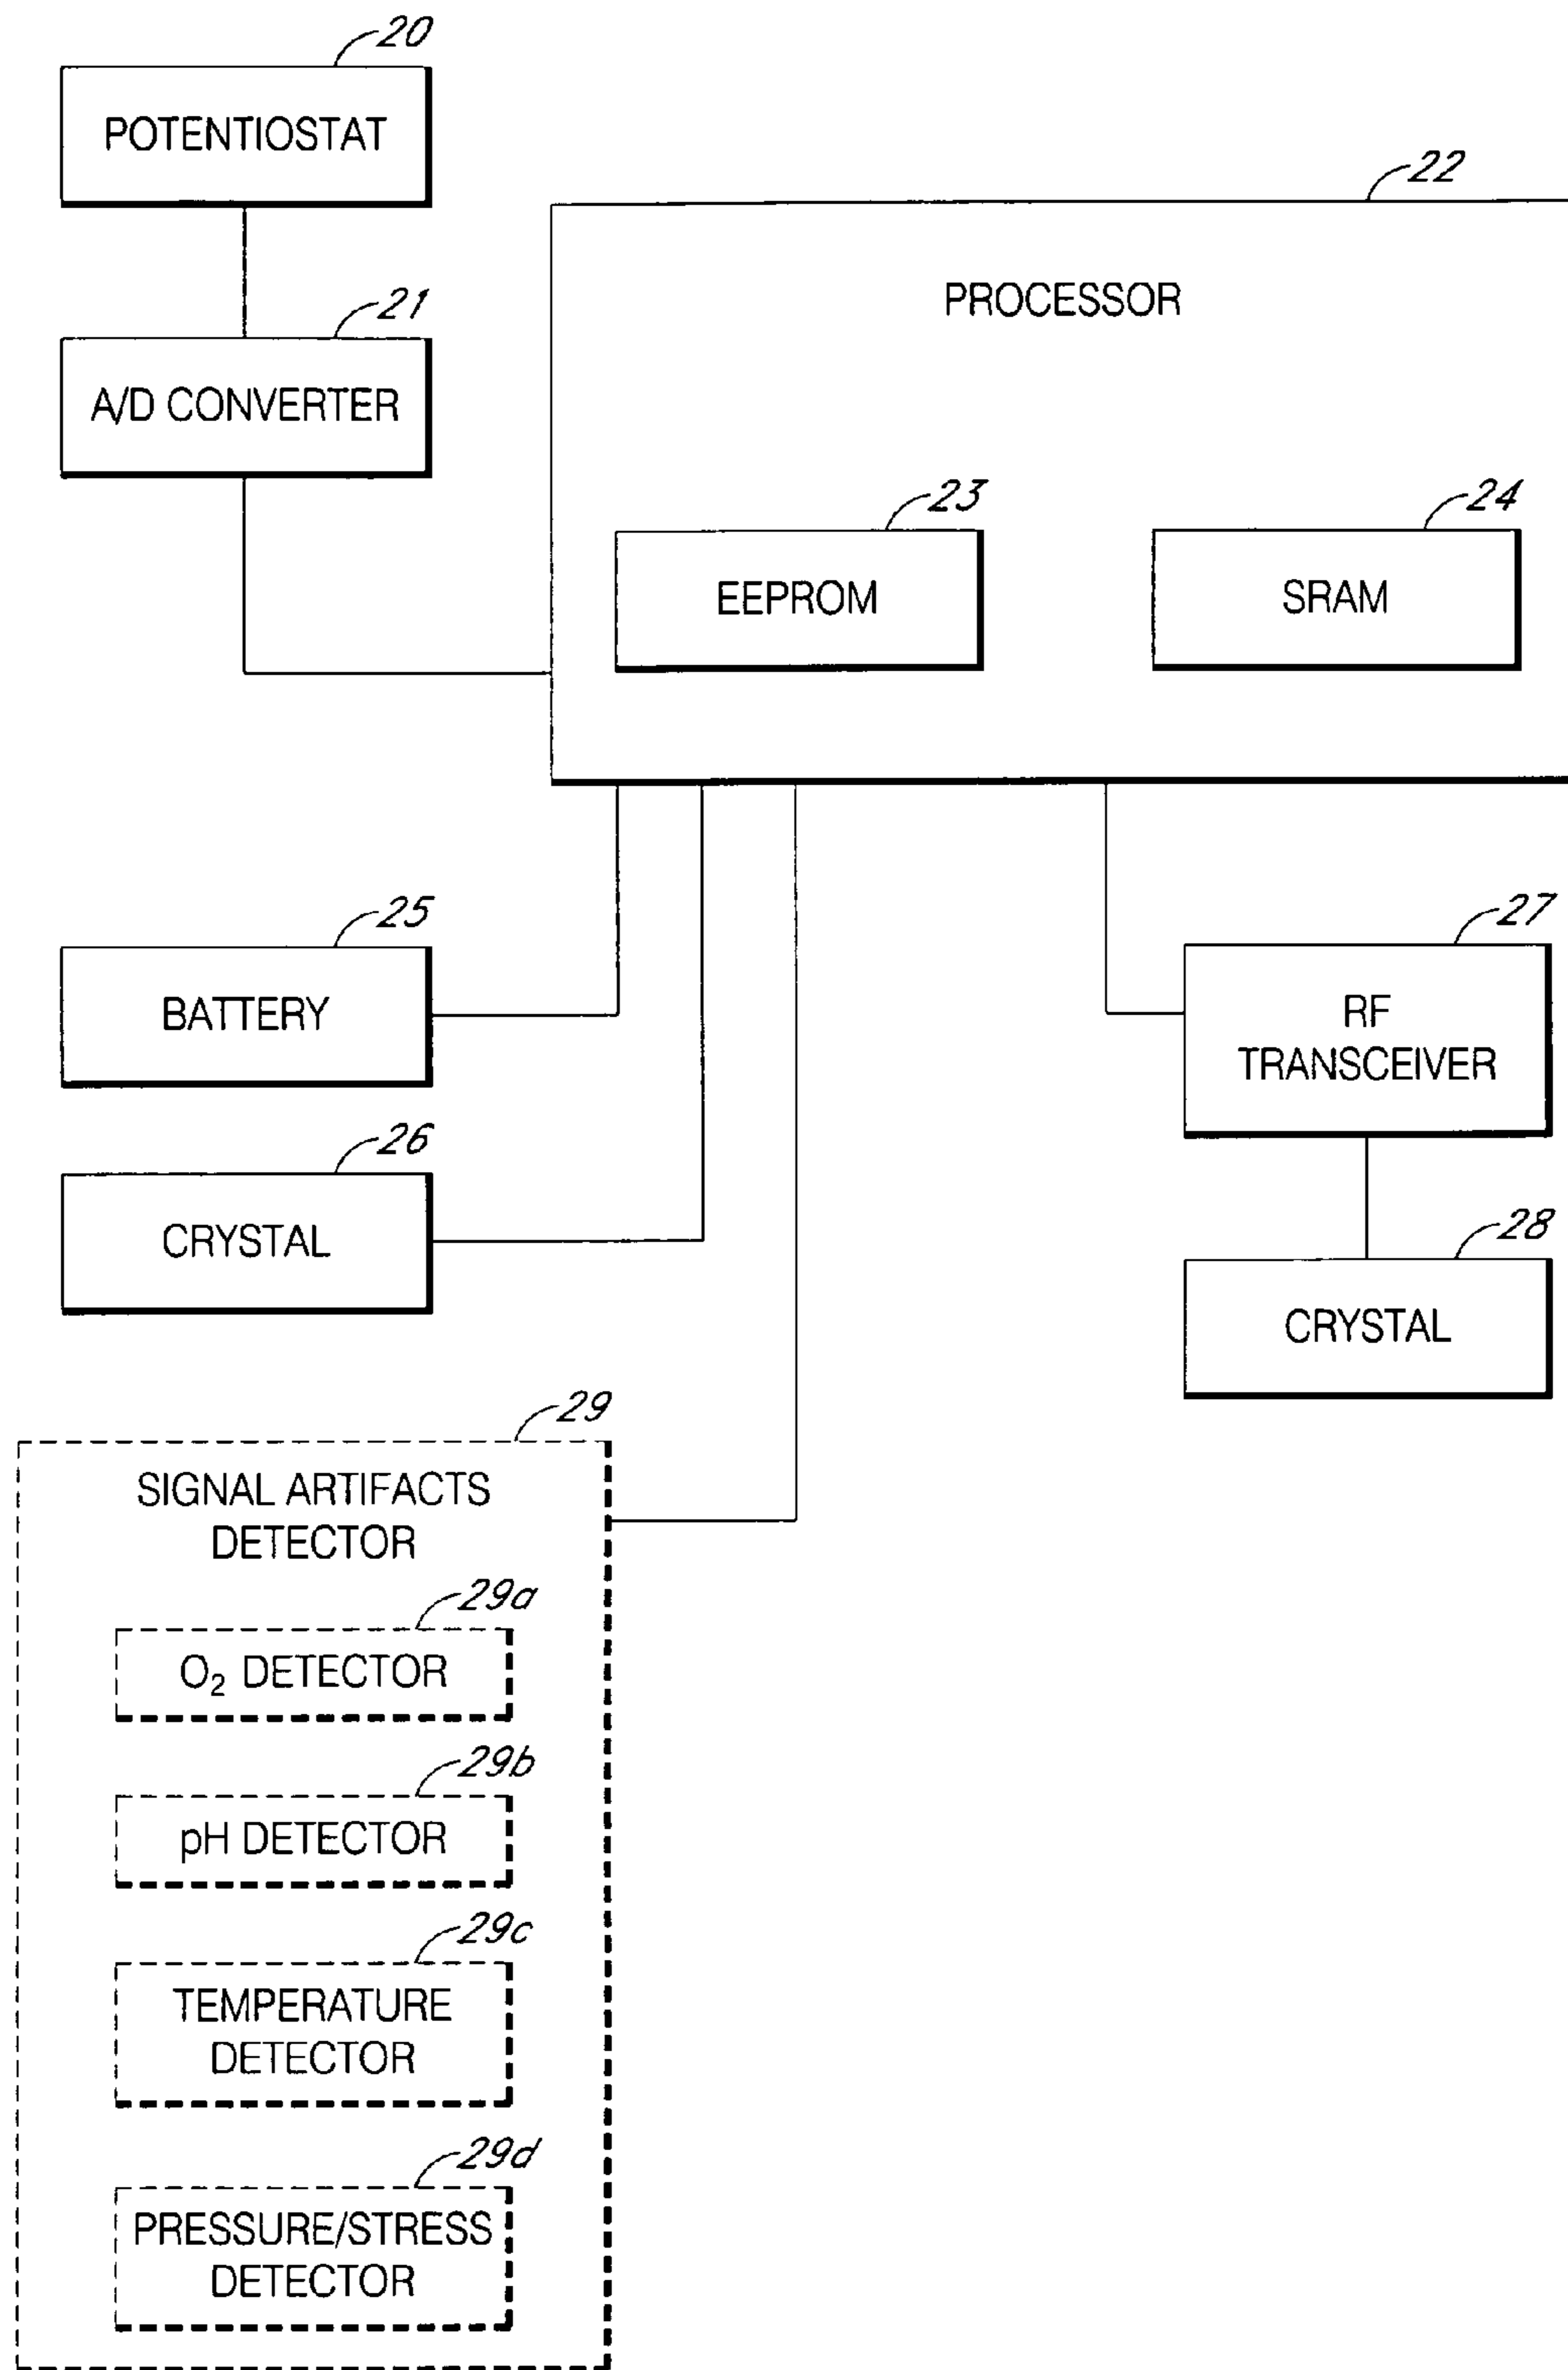 20
POTENTIOSTAT
21
A/D CONVERTER
22
PROCESSOR
23
EEPROM
24
SRAM
25
BATTERY
26
CRYSTAL
27
RF
TRANSCEIVER
28
CRYSTAL
29
SIGNAL ARTIFACTS
DETECTOR
29a
O₂ DETECTOR
29b
pH DETECTOR
29c
TEMPERATURE
DETECTOR
29d
PRESSURE/STRESS
DETECTOR